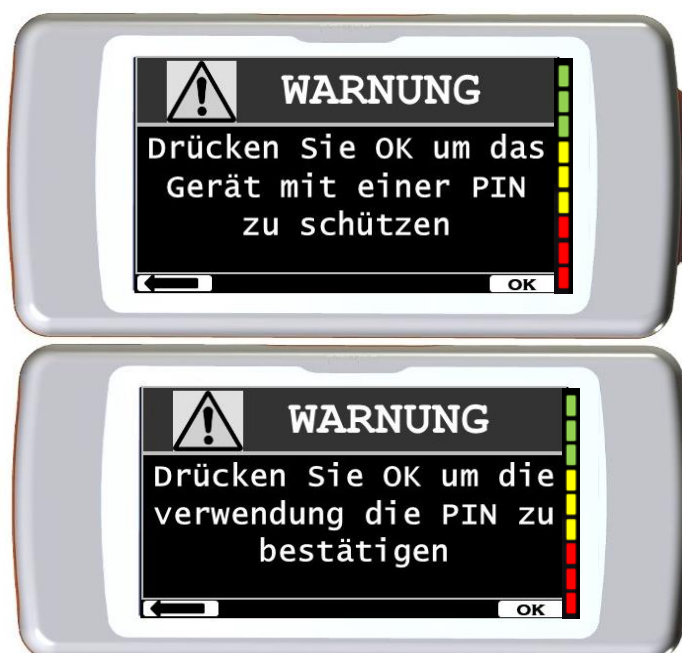 WARNUNG
Drücken Sie OK um das
Gerät mit einer PIN
zu schützen
OK
WARNUNG
Drücken Sie OK um die
verwendung die PIN zu
bestätigen
OK